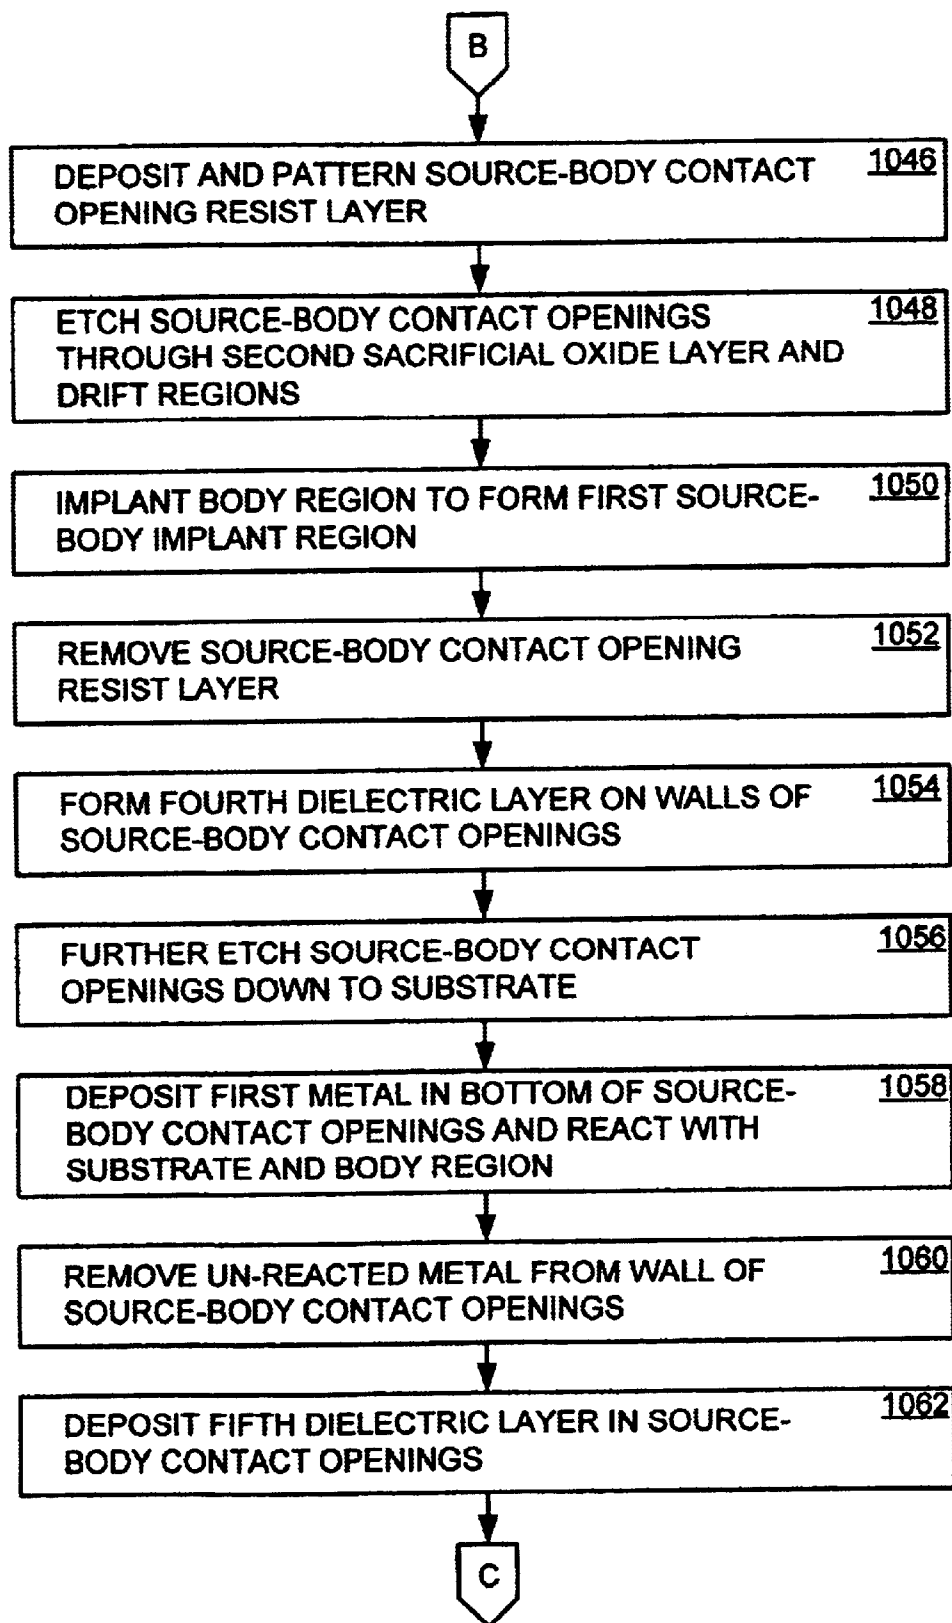 B
DEPOSIT AND PATTERN SOURCE-BODY CONTACT 1046
OPENING RESIST LAYER
ETCH SOURCE-BODY CONTACT OPENINGS 1048
THROUGH SECOND SACRIFICIAL OXIDE LAYER AND
DRIFT REGIONS
IMPLANT BODY REGION TO FORM FIRST SOURCE- 1050
BODY IMPLANT REGION
REMOVE SOURCE-BODY CONTACT OPENING 1052
RESIST LAYER
FORM FOURTH DIELECTRIC LAYER ON WALLS OF 1054
SOURCE-BODY CONTACT OPENINGS
FURTHER ETCH SOURCE-BODY CONTACT 1056
OPENINGS DOWN TO SUBSTRATE
DEPOSIT FIRST METAL IN BOTTOM OF SOURCE- 1058
BODY CONTACT OPENINGS AND REACT WITH
SUBSTRATE AND BODY REGION
REMOVE UN-REACTED METAL FROM WALL OF 1060
SOURCE-BODY CONTACT OPENINGS
DEPOSIT FIFTH DIELECTRIC LAYER IN SOURCE- 1062
BODY CONTACT OPENINGS
C